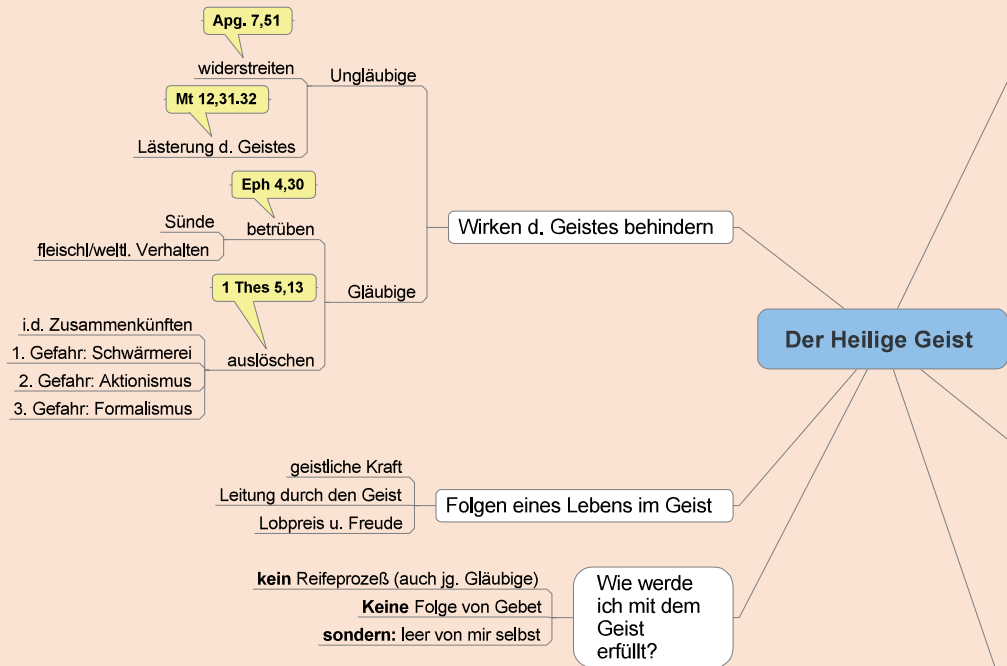 Apg. 7,51
widerstreiten
Ungläubige
Mt 12,31.32
Lästerung d. Geistes
Eph 4,30
Sünde
betrüben
fleischl/weltl. Verhalten
Wirken d. Geistes behindern
1 Thes 5,13
Gläubige
i.d. Zusammenkünften
1. Gefahr: Schwärmerei
auslöschen
2. Gefahr: Aktionismus
3. Gefahr: Formalismus
Der Heilige Geist
geistliche Kraft
Leitung durch den Geist
Folgen eines Lebens im Geist
Lobpreis u. Freude
kein Reifeprozeß (auch jg. Gläubige)
Keine Folge von Gebet
sondern: leer von mir selbst
Wie werde
ich mit dem
Geist
erfüllt?